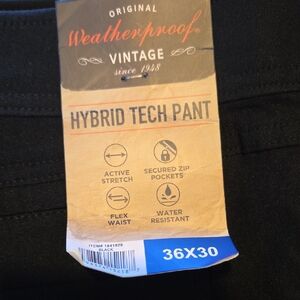 ORIGINAL
Weatherproof®
VINTAGE
since 1948
HYBRID TECH PANT
ACTIVE
STRETCH
SECURED ZIP
POCKETS
FLEX
WAIST
WATER
RESISTANT
BLACK
36X30